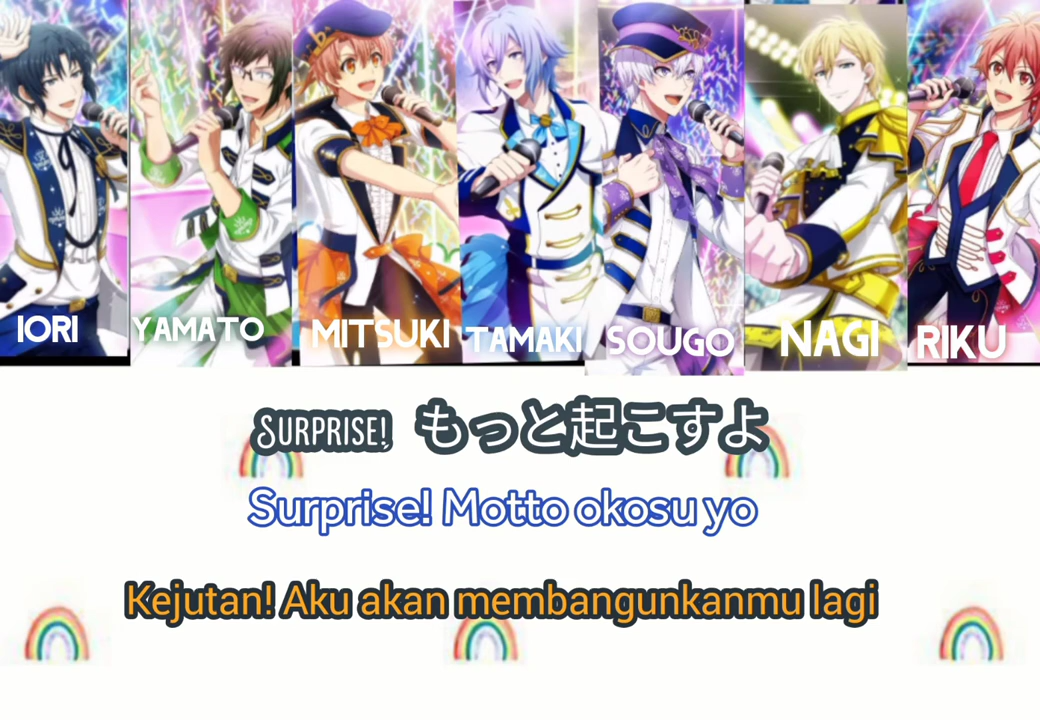 IORI
YAMATO
MITSUKI
TAMAKI
SOUGO
NAGI
RIKU
SURPRISE! もっと起こすよ
Surprise! Motto okosu yo
Kejutan! Aku akan membangunkanmu lagi